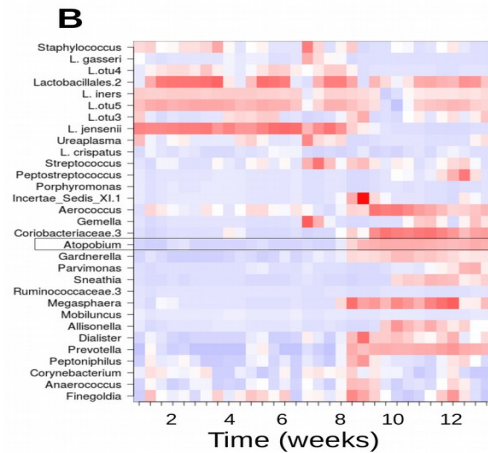 B
Staphylococcus
L. gasseri
L.otu4
Lactobacillales.2
L. iners
L.otu5
L.otu3
L. jensenii
Ureaplasma
L. crispatus
Streptococcus
Peptostreptococcus
Porphyromonas
Incertae_Sedis_XI.1
Aerococcus
Gemella
Coriobacteriaceae.3
Atopobium
Gardnerella
Parvimonas
Sneathia
Ruminococcaceae.3
Megasphaera
Mobiluncus
Allisonella
Dialister
Prevotella
Peptoniphilus
Corynebacterium
Anaerococcus
Finegoldia
2 4 6 8 10 12
Time (weeks)